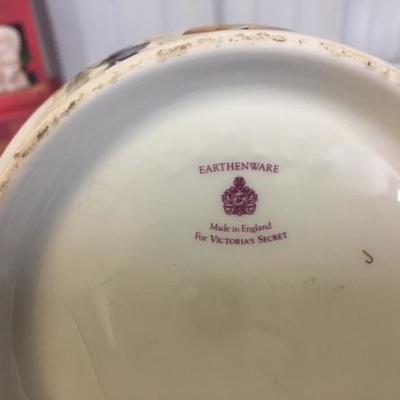 EARTHENWARE
Made in England
For VICTORIA'S SECRET
J